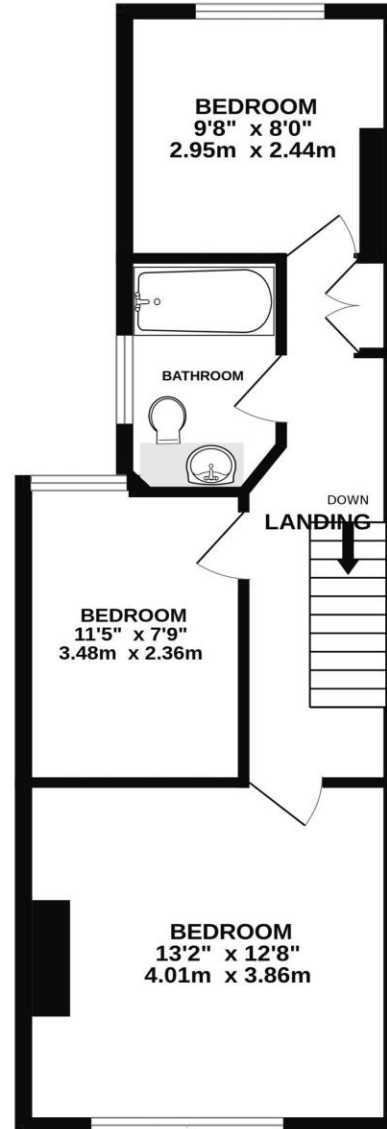 BEDROOM
9'8" x 8'0"
2.95m x 2.44m
BATHROOM
DOWN
LANDING
BEDROOM
11'5" x 7'9"
3.48m x 2.36m
BEDROOM
13'2" x 12'8"
4.01m x 3.86m